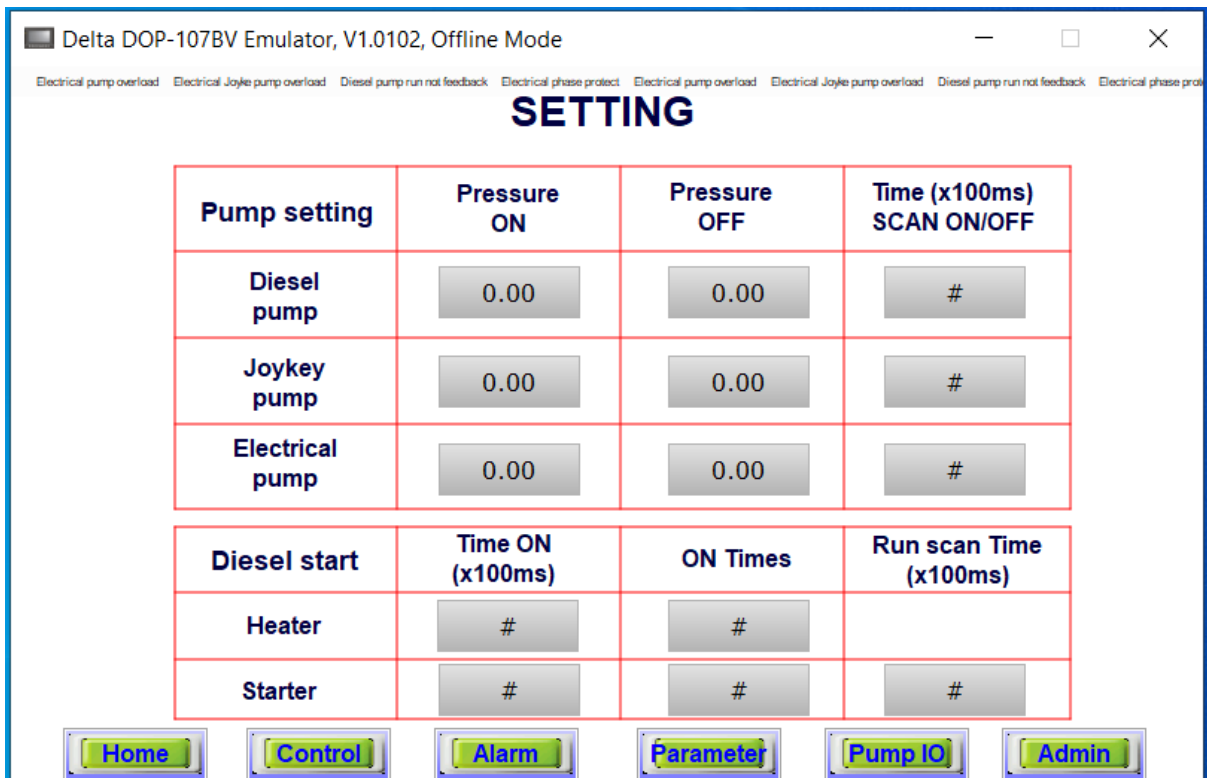 Delta DOP-107BV Emulator, V1.0102, Offline Mode
Electrical pump overload Electrical Joyke pump overload Diesel pump run not feedback Electrical phase protect Electrical pump overload Electrical Joyke pump overload Diesel pump run not feedback Electrical phase prote
SETTING
Pump setting
Pressure
ON
Pressure
OFF
Time (x100ms)
SCAN ON/OFF
Diesel
pump
0.00
0.00
#
Joykey
pump
0.00
0.00
#
Electrical
pump
0.00
0.00
#
Diesel start
Time ON
(x100ms)
ON Times
Run scan Time
(x100ms)
Heater
#
#
Starter
#
#
#
Home
Control
Alarm
Parameter
Pump IO
Admin